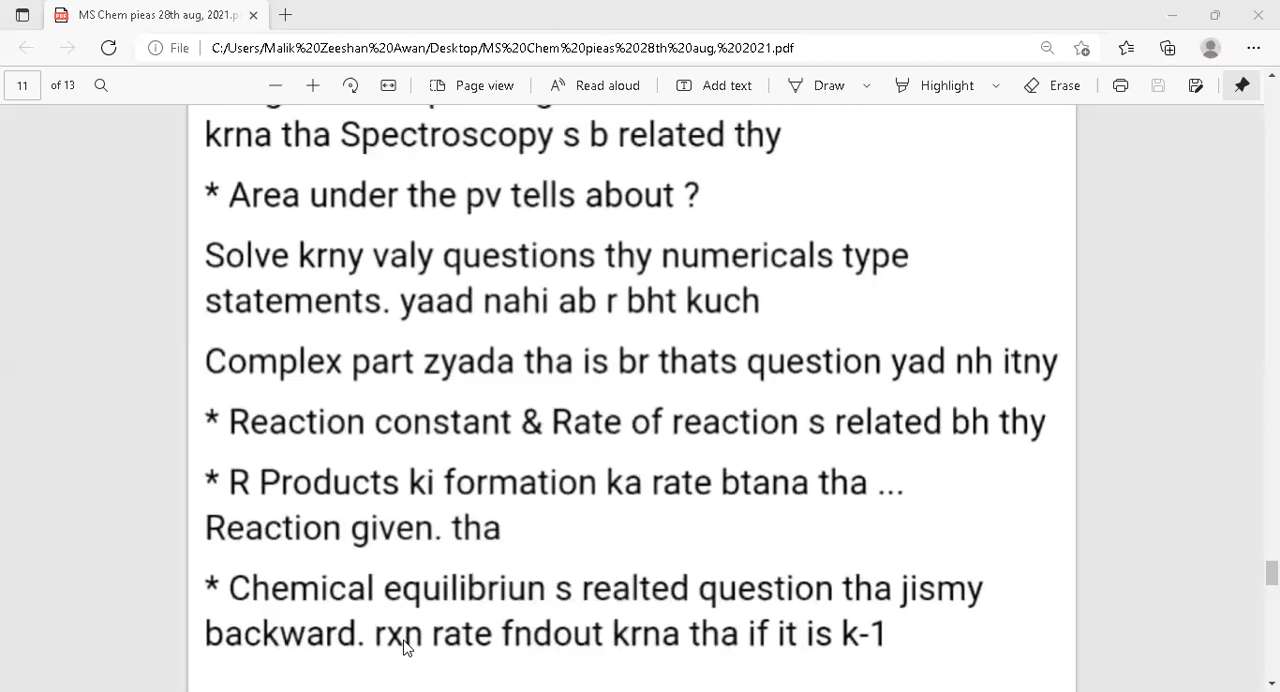 MS Chem pieas 28th aug, 2021.p
File C:/Users/Malik%20Zeeshan%20Awan/Desktop/MS%20Chem%20pieas%2028th%20aug,%202021.pdf
11 of 13 Page view Read aloud Add text Draw Highlight Erase
krna tha Spectroscopy s b related thy
* Area under the pv tells about ?
Solve krny valy questions thy numericals type
statements. yaad nahi ab r bht kuch
Complex part zyada tha is br thats question yad nh itny
* Reaction constant & Rate of reaction s related bh thy
* R Products ki formation ka rate btana tha ...
Reaction given. tha
* Chemical equilibriun s realted question tha jismy
backward. rxn rate fndout krna tha if it is k-1